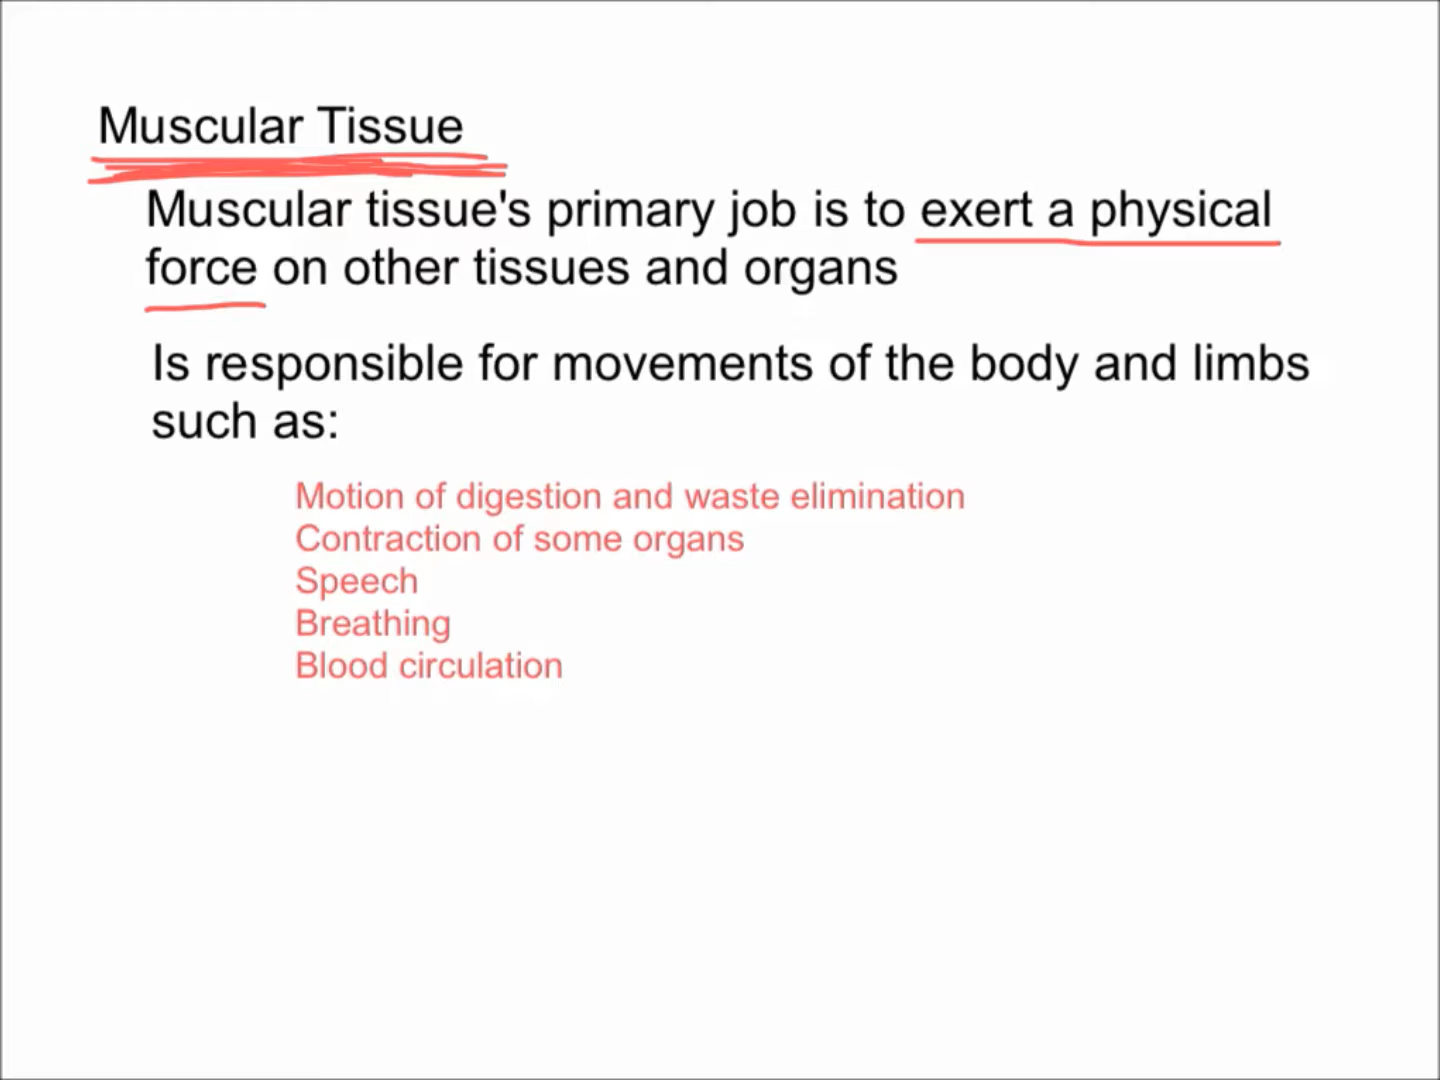 Muscular Tissue
Muscular tissue's primary job is to exert a physical
force on other tissues and organs
Is responsible for movements of the body and limbs
such as:
Motion of digestion and waste elimination
Contraction of some organs
Speech
Breathing
Blood circulation